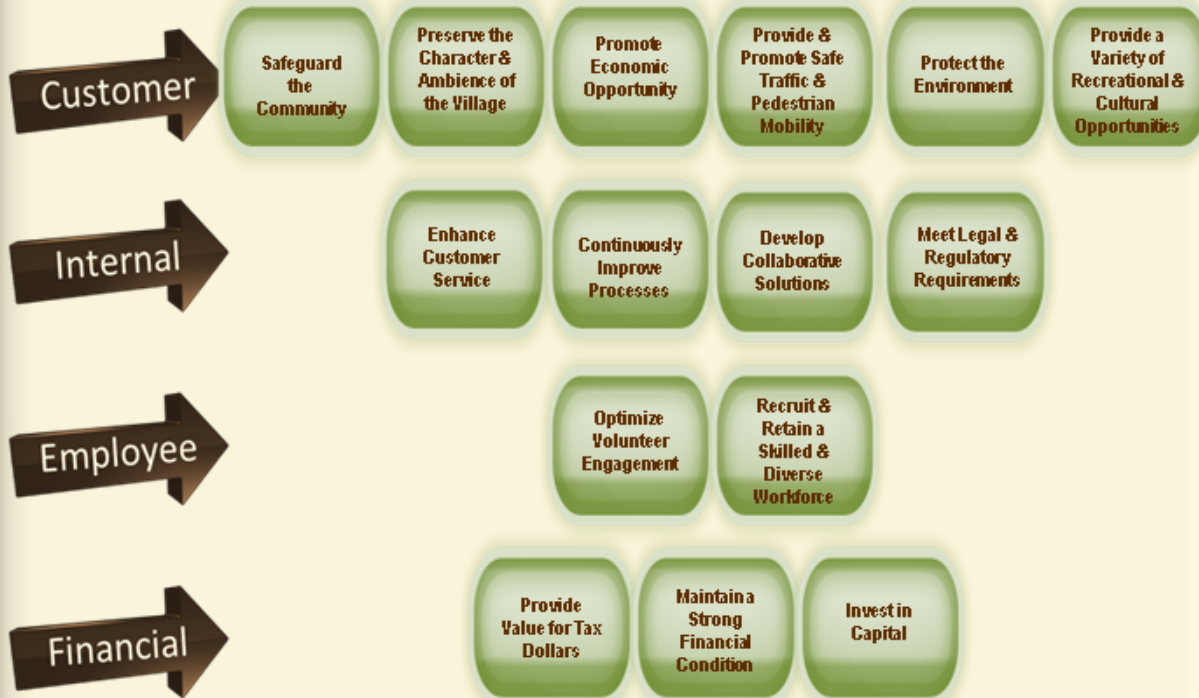 Customer
Safeguard
the
Community
Preserve the
Character &
Ambience of
the Village
Promote
Economic
Opportunity
Provide &
Promote Safe
Traffic &
Pedestrian
Mobility
Protect the
Environment
Provide a
Variety of
Recreational &
Cultural
Opportunities
Internal
Enhance
Customer
Service
Continuously
Improve
Processes
Develop
Collaborative
Solutions
Meet Legal &
Regulatory
Requirements
Employee
Optimize
Volunteer
Engagement
Recruit &
Retain a
Skilled &
Diverse
Workforce
Financial
Provide
Value for Tax
Dollars
Maintain a
Strong
Financial
Condition
Invest in
Capital